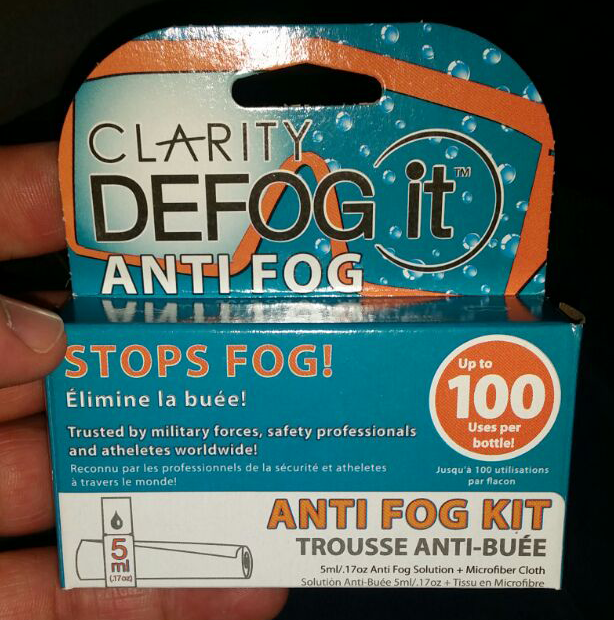 CLARITY
DEFOG it™
ANTI FOG
STOPS FOG!
Élimine la buée!
Trusted by military forces, safety professionals
and atheletes worldwide!
Reconnu par les professionnels de la sécurité et atheletes
à travers le monde!
Up to
100
Uses per
bottle!
Jusqu'à 100 utilisations
par flacon
5
ml
(.17oz)
ANTI FOG KIT
TROUSSE ANTI-BUÉE
5ml/.17oz Anti Fog Solution + Microfiber Cloth
Solution Anti-Buée 5ml/.17oz + Tissu en Microfibre